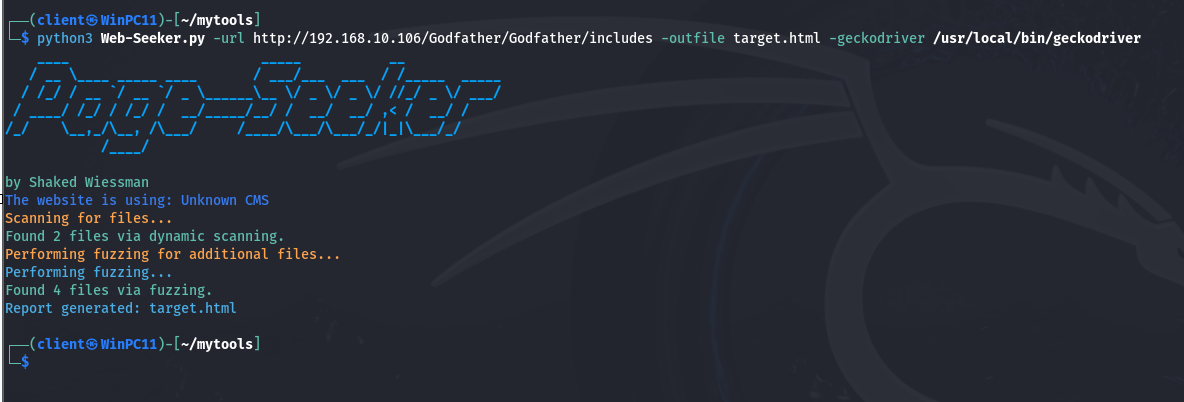 (client㉿WinPC11)-[~/mytools]
$ python3 Web-Seeker.py -url http://192.168.10.106/Godfather/Godfather/includes -outfile target.html -geckodriver /usr/local/bin/geckodriver
Page-Seeker
by Shaked Wiessman
The website is using: Unknown CMS
Scanning for files...
Found 2 files via dynamic scanning.
Performing fuzzing for additional files...
Performing fuzzing...
Found 4 files via fuzzing.
Report generated: target.html
(client㉿WinPC11)-[~/mytools]
$